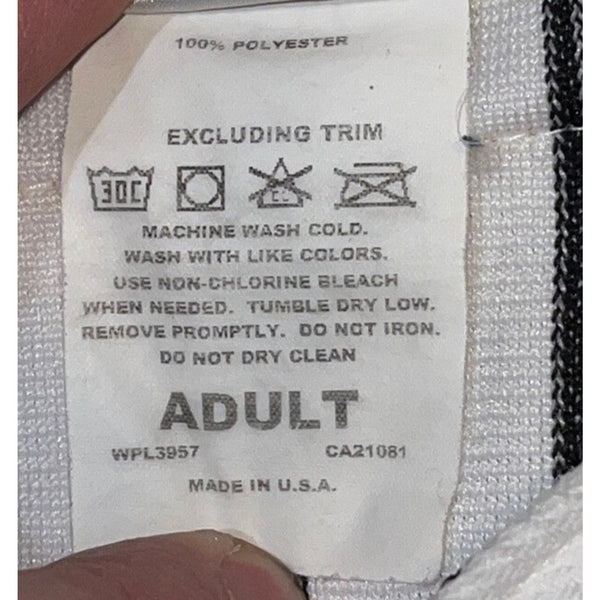 100% POLYESTER
EXCLUDING TRIM
30C CL
MACHINE WASH COLD.
WASH WITH LIKE COLORS.
USE NON-CHLORINE BLEACH
WHEN NEEDED. TUMBLE DRY LOW.
REMOVE PROMPTLY. DO NOT IRON.
DO NOT DRY CLEAN
ADULT
WPL3957 CA21081
MADE IN U.S.A.